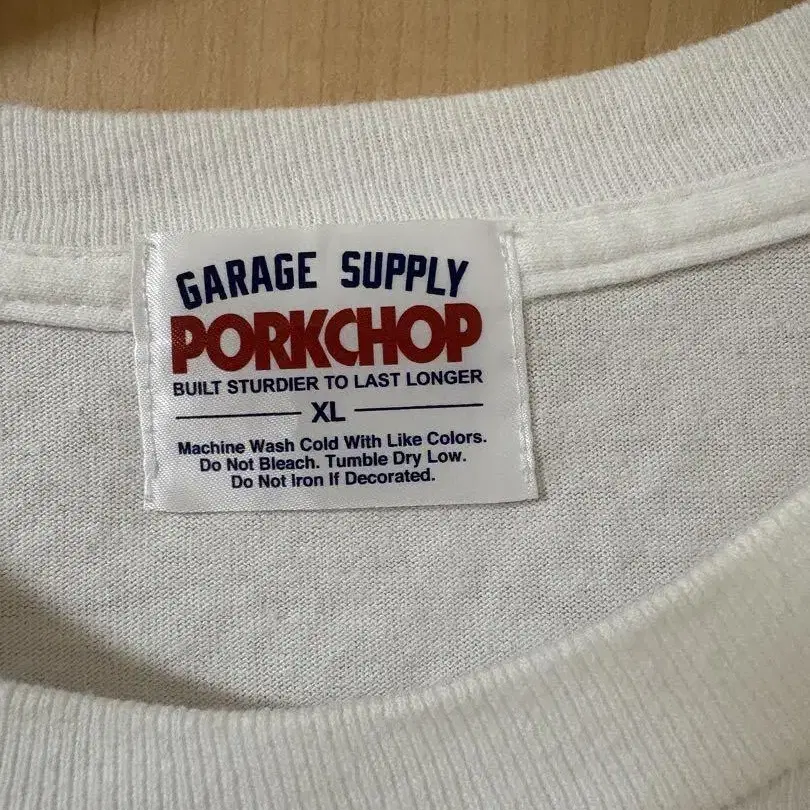 GARAGE SUPPLY
PORKCHOP
BUILT STURDIER TO LAST LONGER
XL
Machine Wash Cold With Like Colors.
Do Not Bleach. Tumble Dry Low.
Do Not Iron If Decorated.